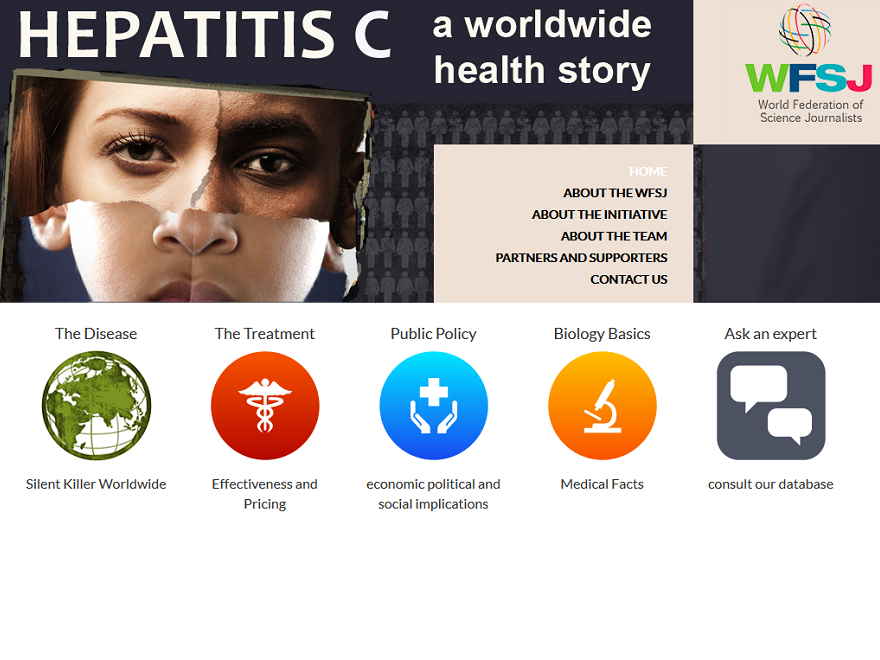 HEPATITIS C
a worldwide
health story
WFSJ
World Federation of
Science Journalists
HOME
ABOUT THE WFSJ
ABOUT THE INITIATIVE
ABOUT THE TEAM
PARTNERS AND SUPPORTERS
CONTACT US
The Disease
The Treatment
Public Policy
Biology Basics
Ask an expert
Silent Killer Worldwide
Effectiveness and
Pricing
economic political and
social implications
Medical Facts
consult our database